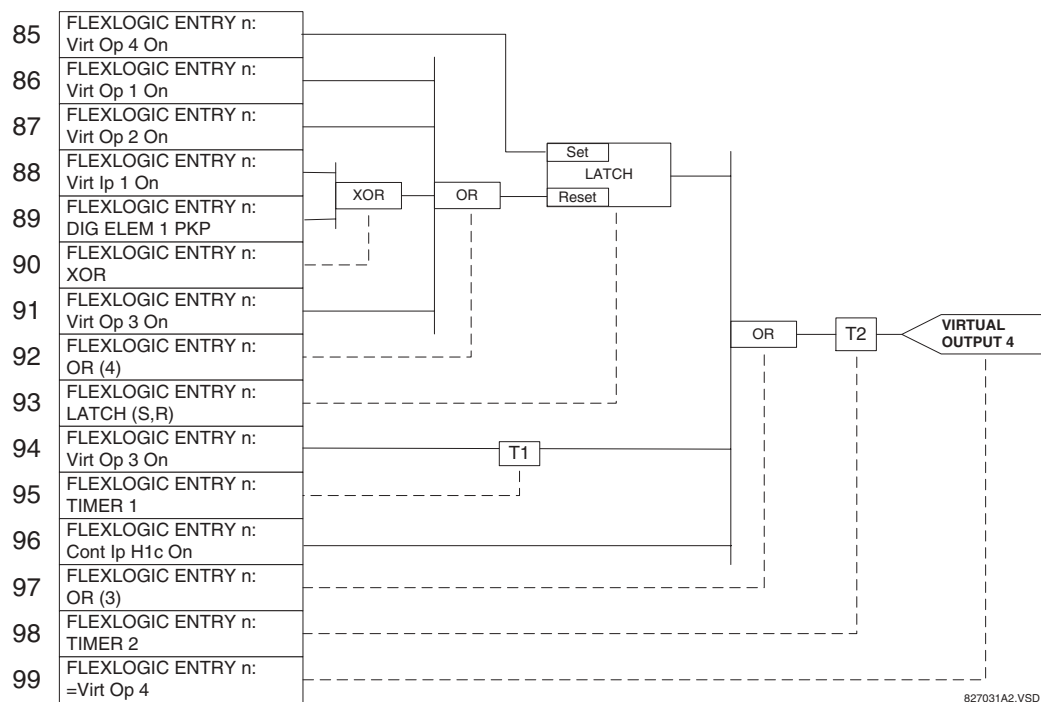 85
FLEXLOGIC ENTRY n:
Virt Op 4 On
86
FLEXLOGIC ENTRY n:
Virt Op 1 On
87
FLEXLOGIC ENTRY n:
Virt Op 2 On
88
FLEXLOGIC ENTRY n:
Virt Ip 1 On
89
FLEXLOGIC ENTRY n:
DIG ELEM 1 PKP
90
FLEXLOGIC ENTRY n:
XOR
91
FLEXLOGIC ENTRY n:
Virt Op 3 On
92
FLEXLOGIC ENTRY n:
OR (4)
93
FLEXLOGIC ENTRY n:
LATCH (S,R)
94
FLEXLOGIC ENTRY n:
Virt Op 3 On
95
FLEXLOGIC ENTRY n:
TIMER 1
96
FLEXLOGIC ENTRY n:
Cont Ip H1c On
97
FLEXLOGIC ENTRY n:
OR (3)
98
FLEXLOGIC ENTRY n:
TIMER 2
99
FLEXLOGIC ENTRY n:
=Virt Op 4
XOR
OR
Set
LATCH
Reset
T1
OR
T2
VIRTUAL
OUTPUT 4
827031A2.VSD